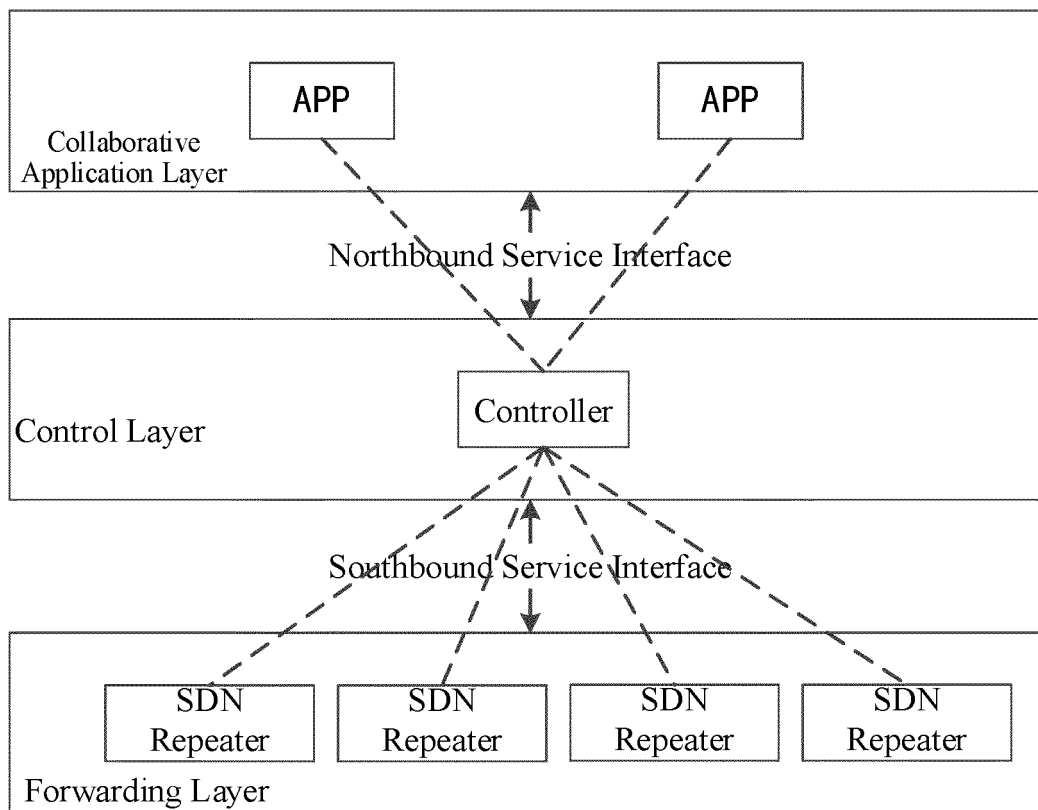 APP
APP
Collaborative
Application Layer
Northbound Service Interface
Controller
Control Layer
Southbound Service Interface
SDN
Repeater
SDN
Repeater
SDN
Repeater
SDN
Repeater
Forwarding Layer